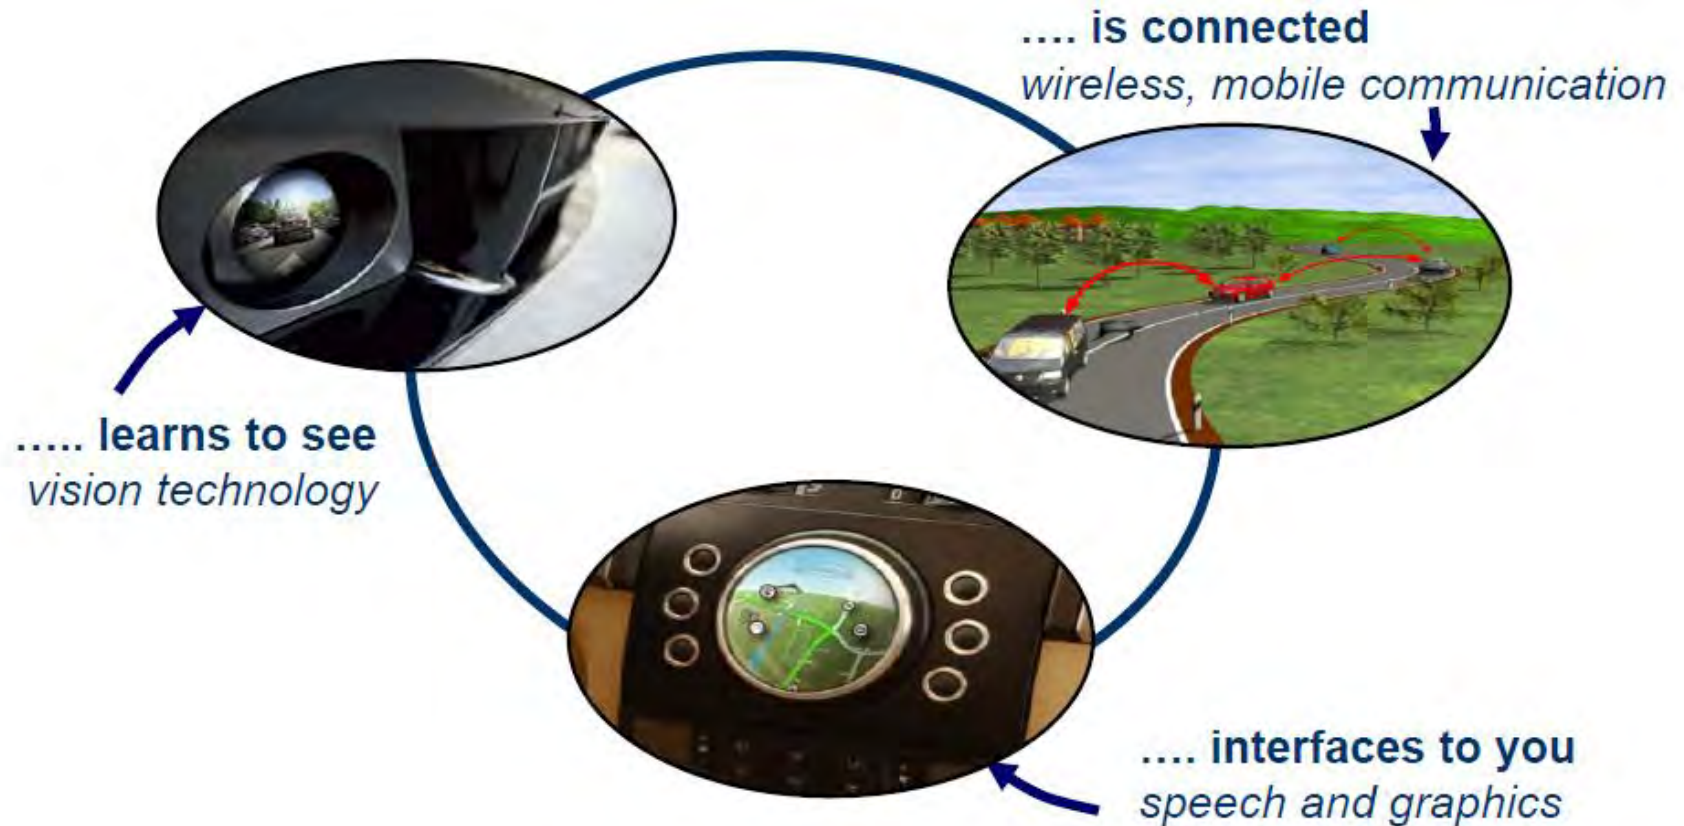 .... is connected
wireless, mobile communication
..... learns to see
vision technology
.... interfaces to you
speech and graphics